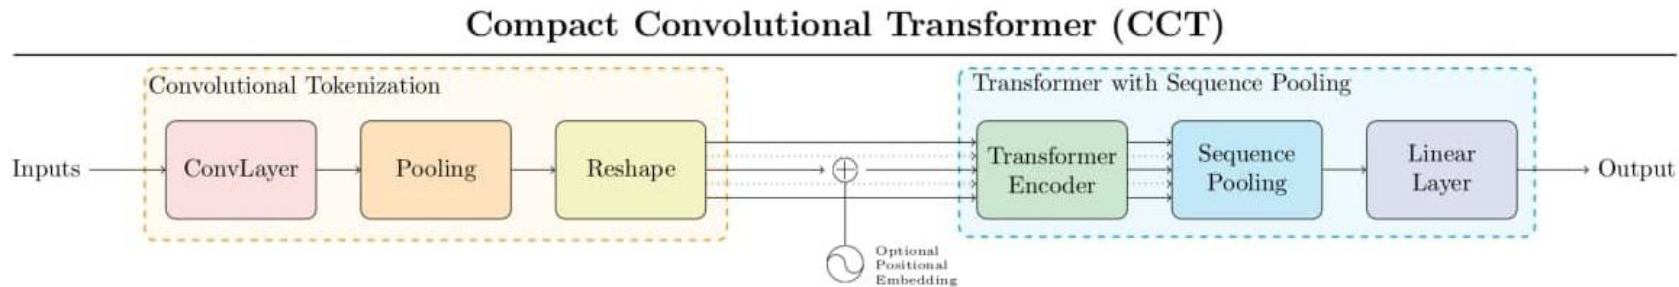 Compact Convolutional Transformer (CCT)
Convolutional Tokenization
Transformer with Sequence Pooling
Inputs
ConvLayer
Pooling
Reshape
Transformer
Encoder
Sequence
Pooling
Linear
Layer
Output
Optional
Positional
Embedding